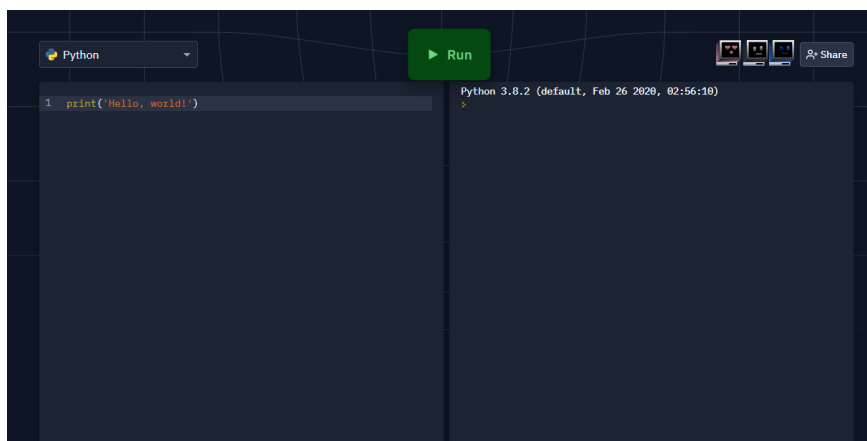 Python
Run
Share
1 print('Hello, world!')
Python 3.8.2 (default, Feb 26 2020, 02:56:10)
>